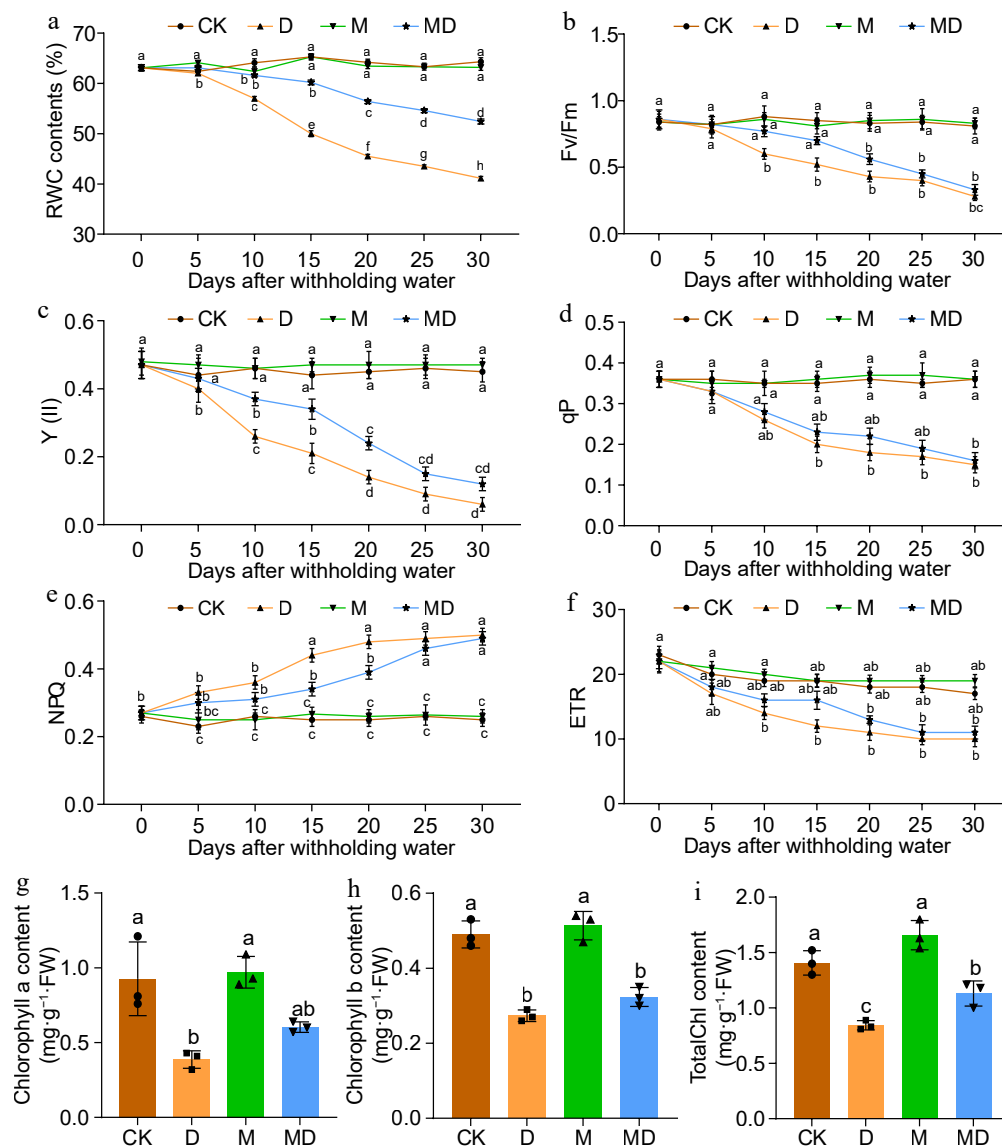 a
CK D M MD
RWC contents (%)
70
60
50
40
30
a a a a a a a
b b b a a a a
c b c d d
e f g h
0 5 10 15 20 25 30
Days after withholding water
b
CK D M MD
Fv/Fm
1.5
1.0
0.5
0.0
a a a a a a a
a a a a a a
a b b b
b b b b bc
0 5 10 15 20 25 30
Days after withholding water
c
CK D M MD
Y (II)
0.6
0.4
0.2
0.0
a a a a a a a
a a a a a a
b b b c cd cd
c c d d d
0 5 10 15 20 25 30
Days after withholding water
d
CK D M MD
qP
0.5
0.4
0.3
0.2
0.1
0.0
a a a a a a a
a a a a a a
a ab ab ab b
ab b b b b
0 5 10 15 20 25 30
Days after withholding water
e
CK D M MD
NPQ
0.6
0.4
0.2
0.0
b b b a a a a
b b b b a a
bc c c c c c
c c c c c c
0 5 10 15 20 25 30
Days after withholding water
f
CK D M MD
ETR
30
20
10
0
a a a ab ab ab ab
a ab ab ab ab ab ab
ab ab b b b
ab b b b b b
0 5 10 15 20 25 30
Days after withholding water
g
Chlorophyll a content
(mg·g⁻¹·FW)
1.5
1.0
0.5
0.0
a b a ab
CK D M MD
h
Chlorophyll b content
(mg·g⁻¹·FW)
0.6
0.4
0.2
0.0
a b a b
CK D M MD
i
TotalChl content
(mg·g⁻¹·FW)
2.0
1.5
1.0
0.5
0.0
a c a b
CK D M MD